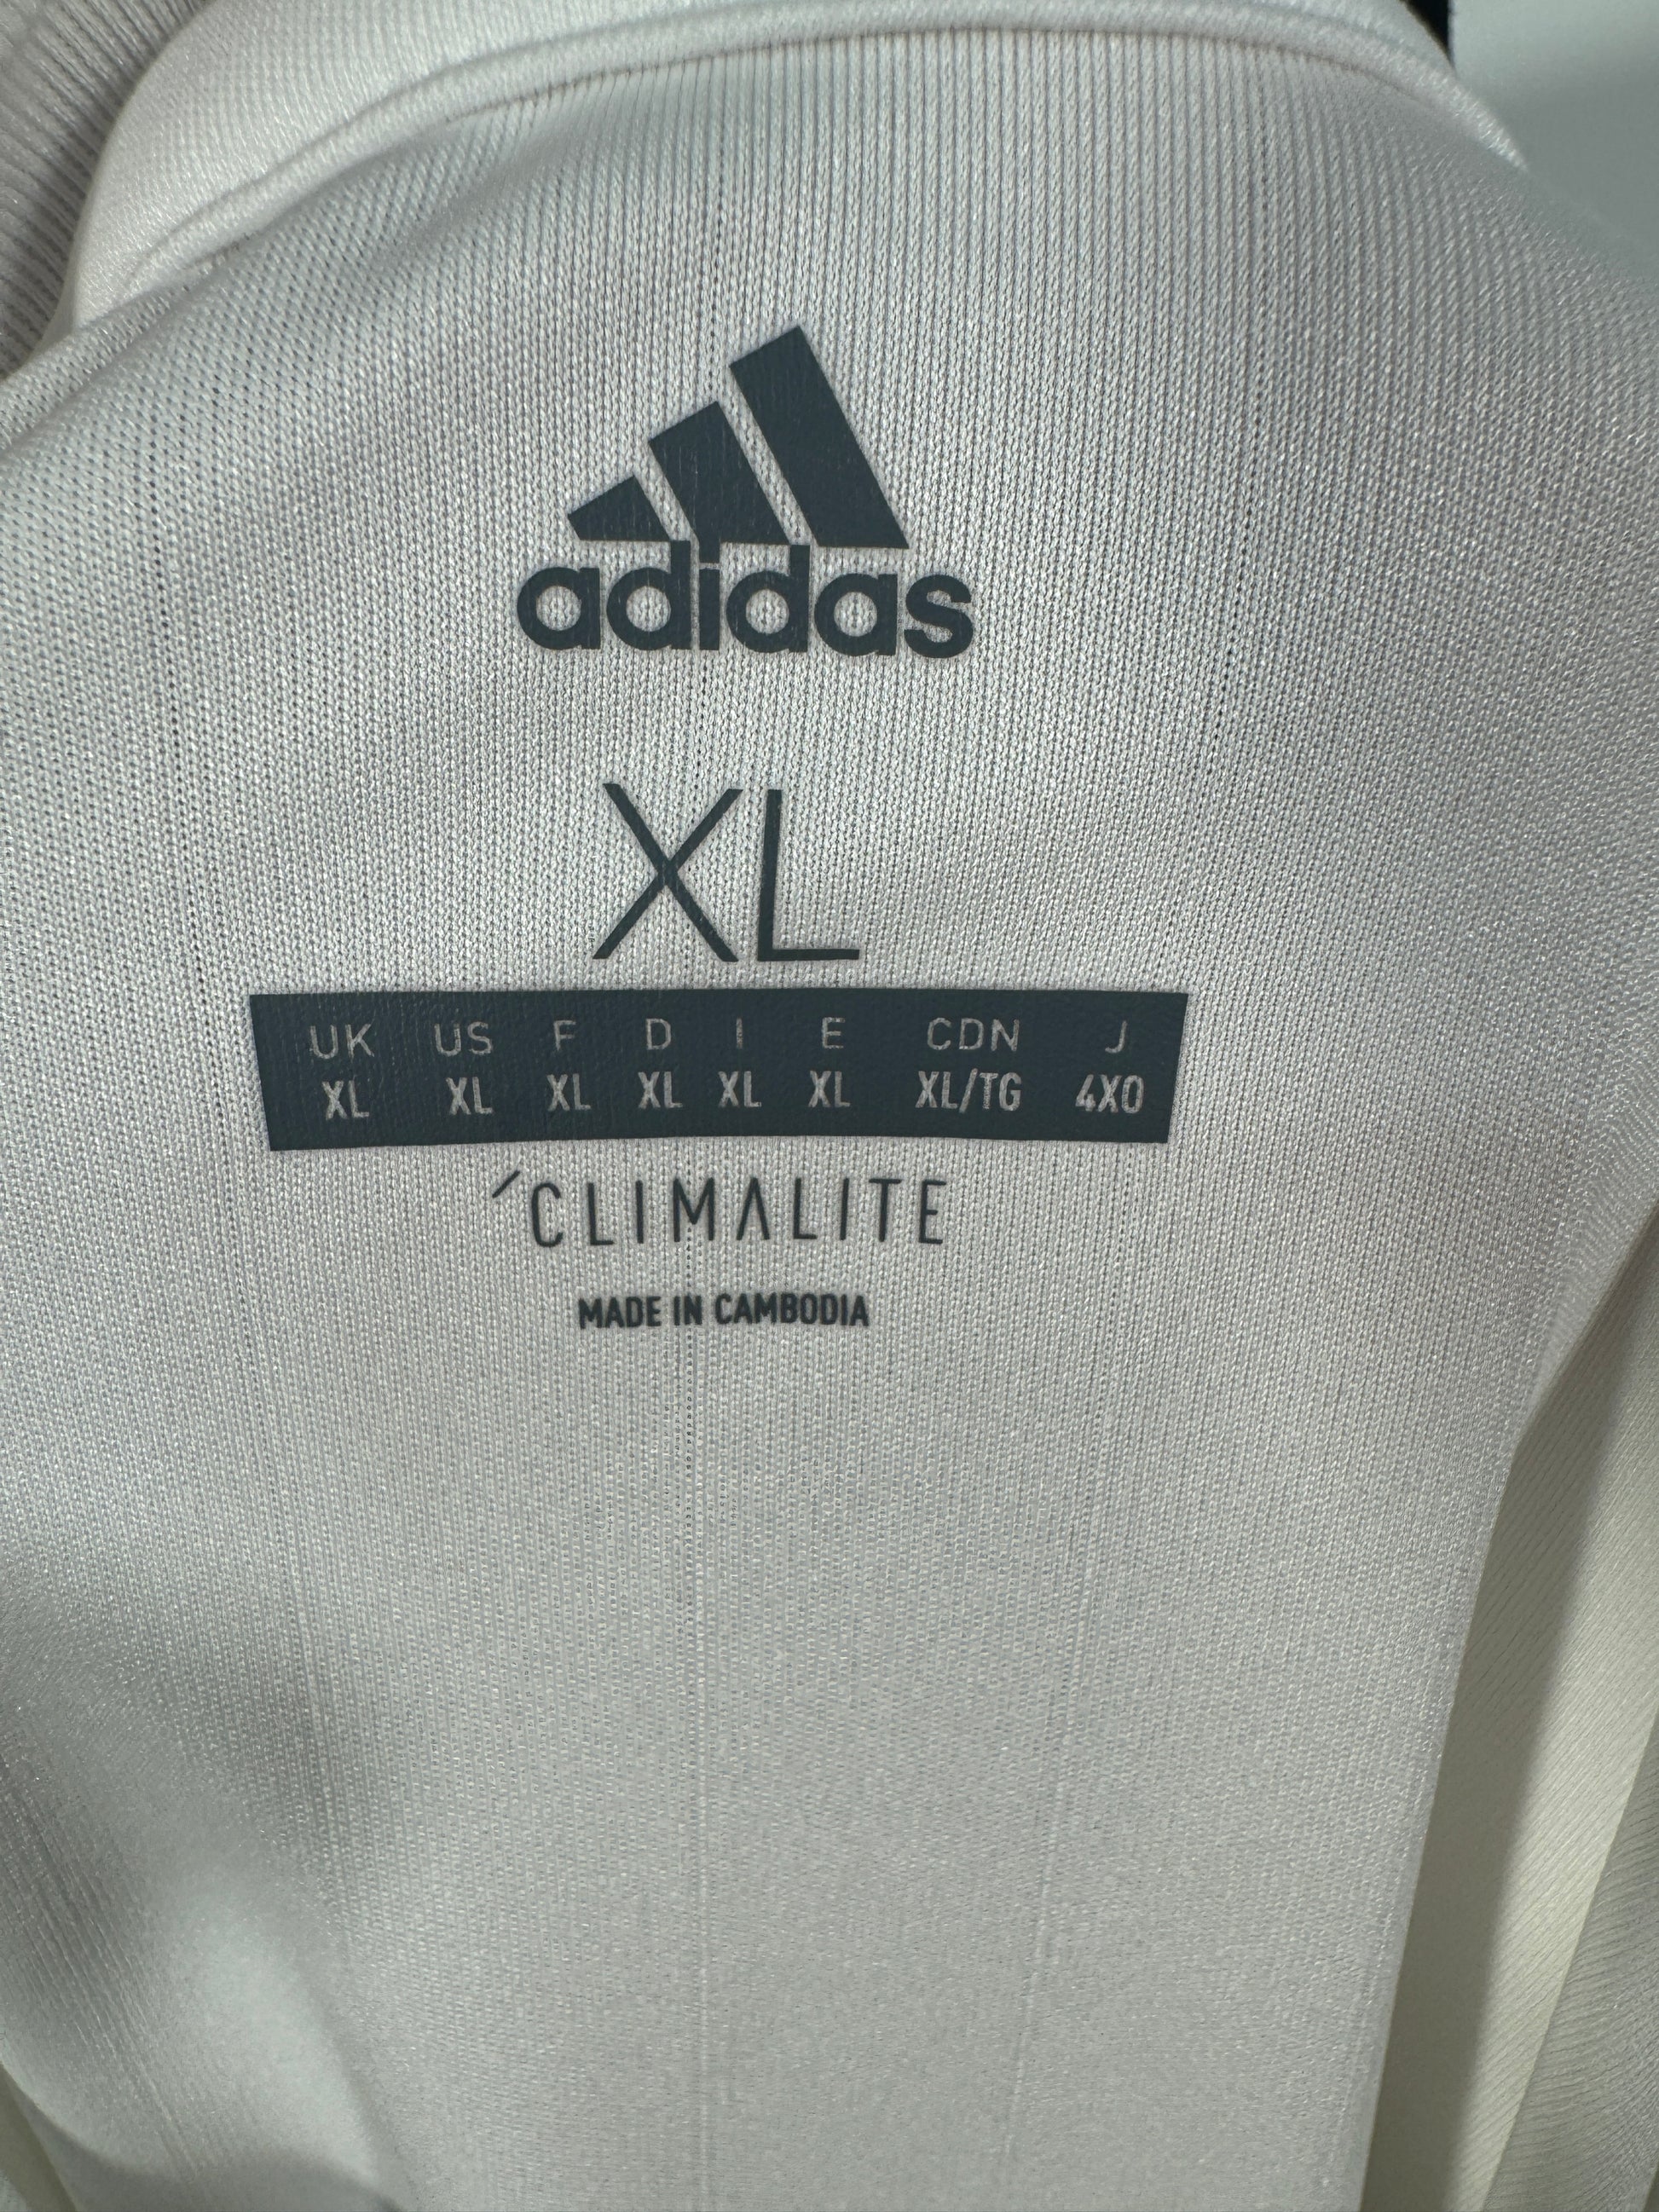 adidas
XL
UK US F D I E CDN J
XL XL XL XL XL XL XL/TG 4XO
´CLIMALITE
MADE IN CAMBODIA